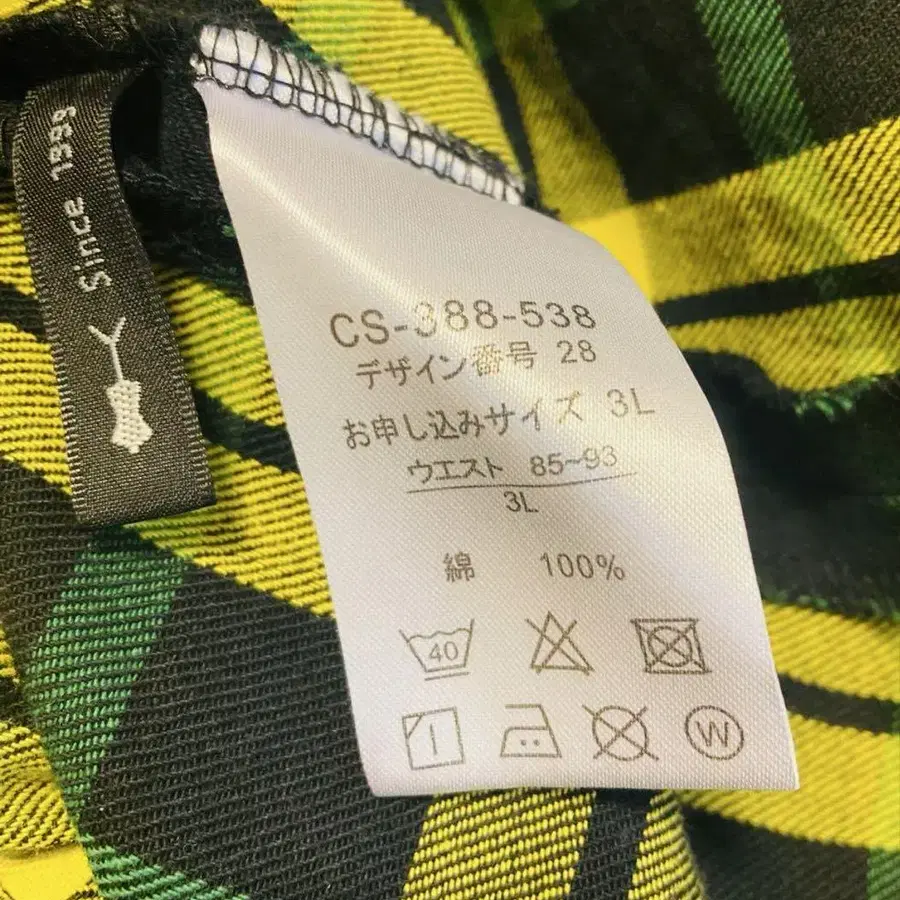 Since 1999
CS-388-538
デザイン番号 28
お申し込みサイズ 3L
ウエスト 85~93
3L
綿 100%
40
W